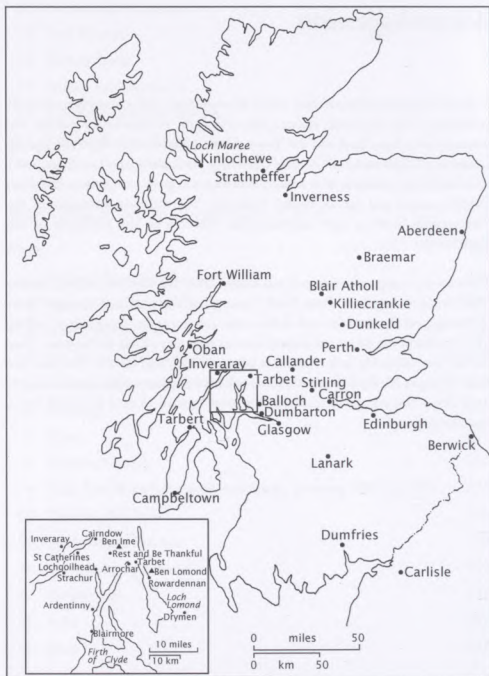 Loch Maree
Kinlochewe
Strathpeffer
Inverness
Aberdeen
Braemar
Fort William
Blair Atholl
Killiecrankie
Dunkeld
Oban
Perth
Inveraray
Callander
Tarbet
Stirling
Balloch
Carron
Dumbarton
Tarbert
Glasgow
Edinburgh
Berwick
Lanark
Campbeltown
Dumfries
Carlisle
Cairndow
Inveraray
Ben Ime
St Catherines
Rest and Be Thankful
Lochgoilhead
Tarbet
Arrochar
Ben Lomond
Strachur
Rowardennan
Ardentinny
Loch
Lomond
Drymen
Blairmore
Firth
of Clyde
10 miles
10 km
0 miles 50
0 km 50